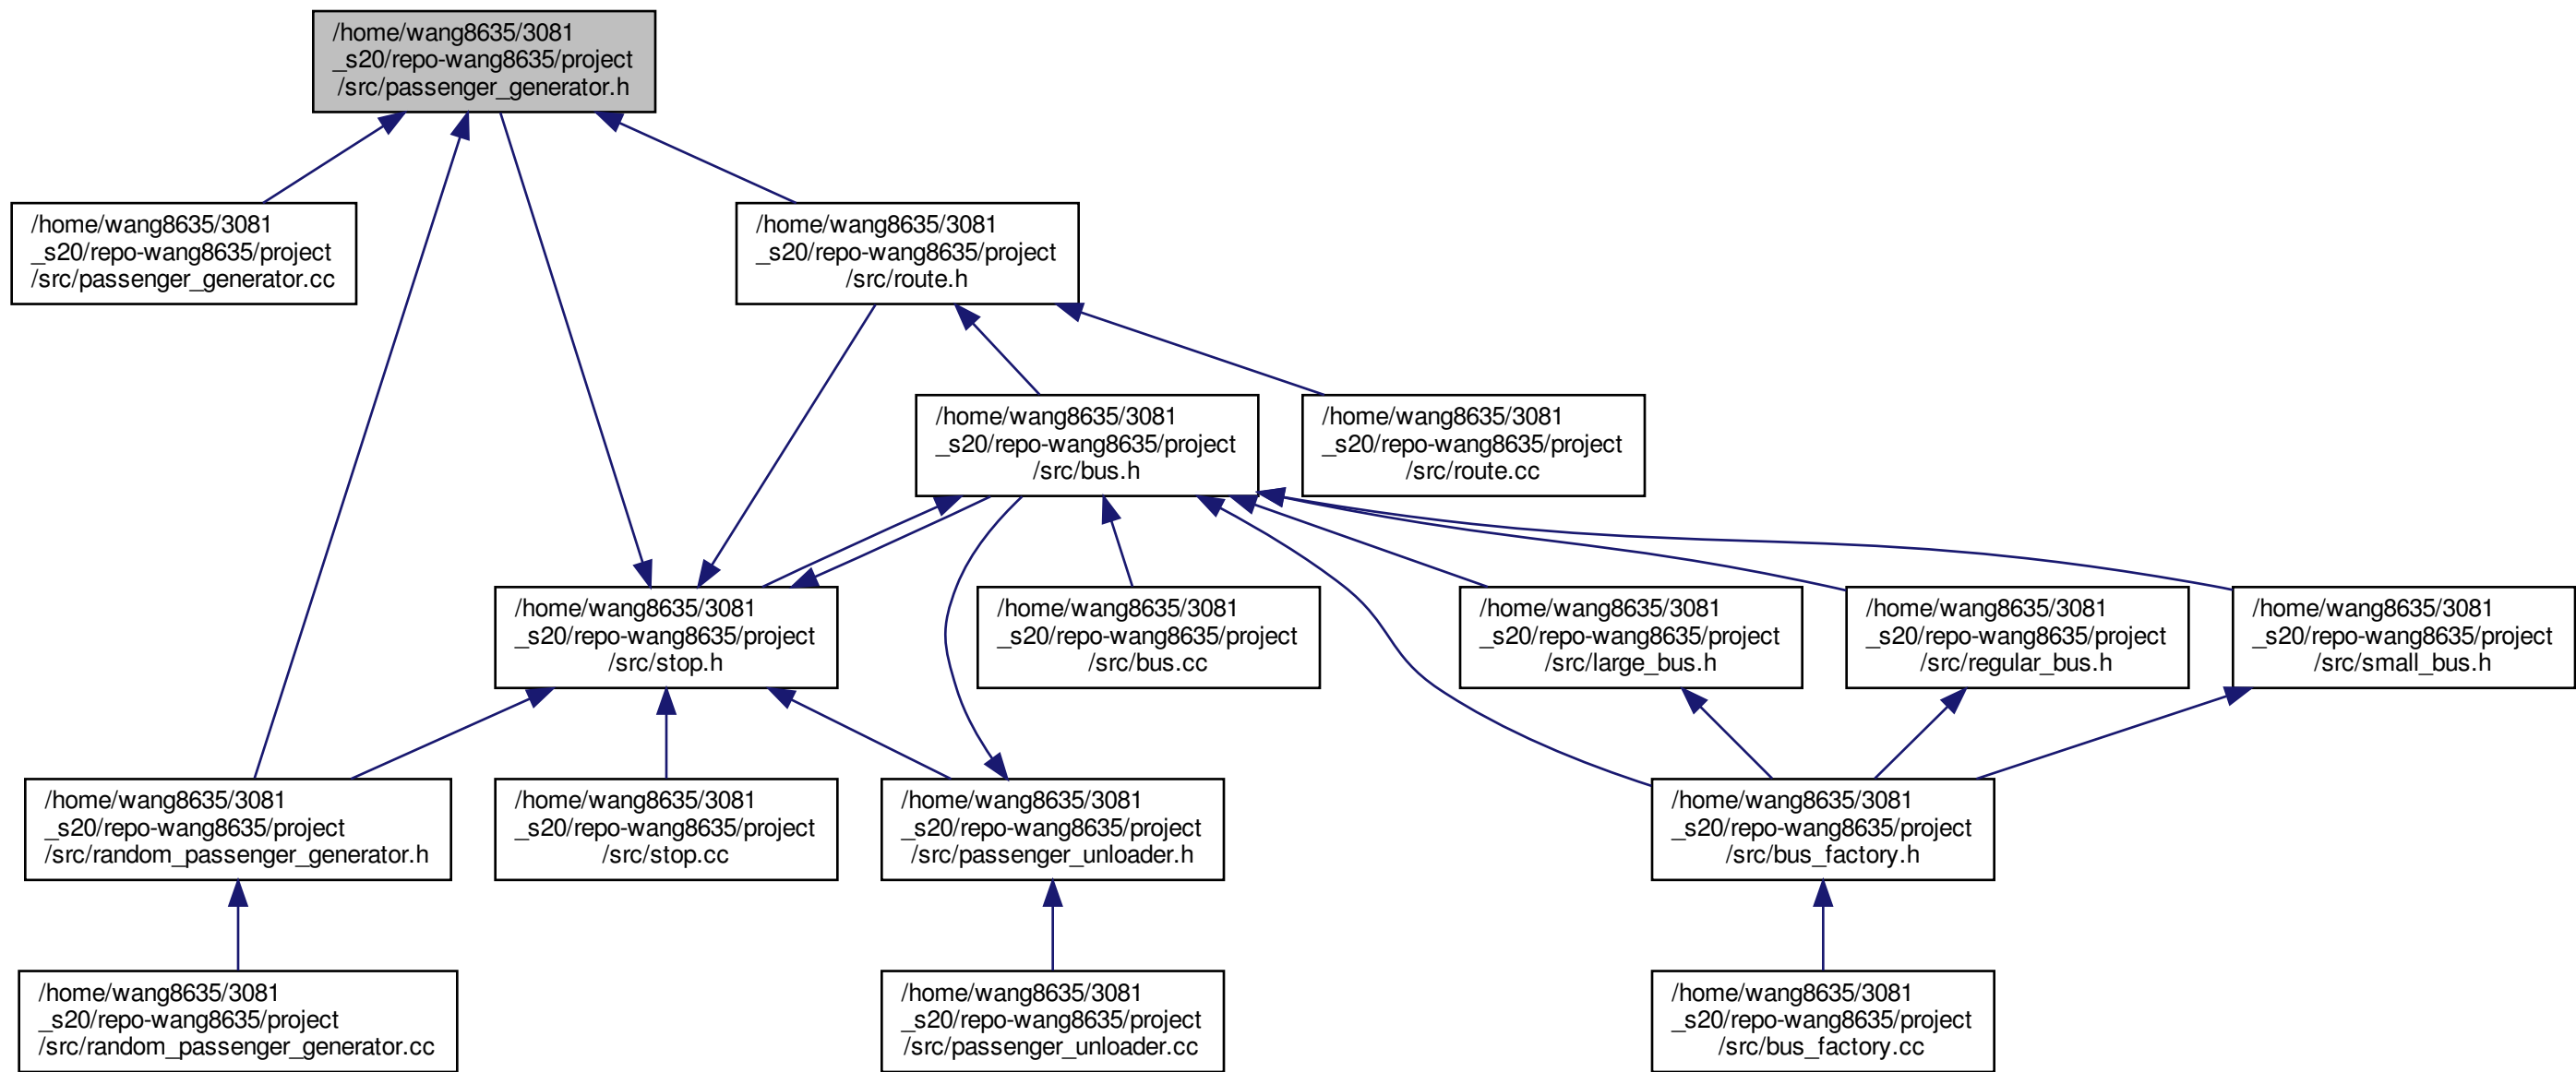 /home/wang8635/3081
_s20/repo-wang8635/project
/src/passenger_generator.h
/home/wang8635/3081
_s20/repo-wang8635/project
/src/passenger_generator.cc
/home/wang8635/3081
_s20/repo-wang8635/project
/src/route.h
/home/wang8635/3081
_s20/repo-wang8635/project
/src/bus.h
/home/wang8635/3081
_s20/repo-wang8635/project
/src/route.cc
/home/wang8635/3081
_s20/repo-wang8635/project
/src/stop.h
/home/wang8635/3081
_s20/repo-wang8635/project
/src/bus.cc
/home/wang8635/3081
_s20/repo-wang8635/project
/src/large_bus.h
/home/wang8635/3081
_s20/repo-wang8635/project
/src/regular_bus.h
/home/wang8635/3081
_s20/repo-wang8635/project
/src/small_bus.h
/home/wang8635/3081
_s20/repo-wang8635/project
/src/random_passenger_generator.h
/home/wang8635/3081
_s20/repo-wang8635/project
/src/stop.cc
/home/wang8635/3081
_s20/repo-wang8635/project
/src/passenger_unloader.h
/home/wang8635/3081
_s20/repo-wang8635/project
/src/bus_factory.h
/home/wang8635/3081
_s20/repo-wang8635/project
/src/random_passenger_generator.cc
/home/wang8635/3081
_s20/repo-wang8635/project
/src/passenger_unloader.cc
/home/wang8635/3081
_s20/repo-wang8635/project
/src/bus_factory.cc